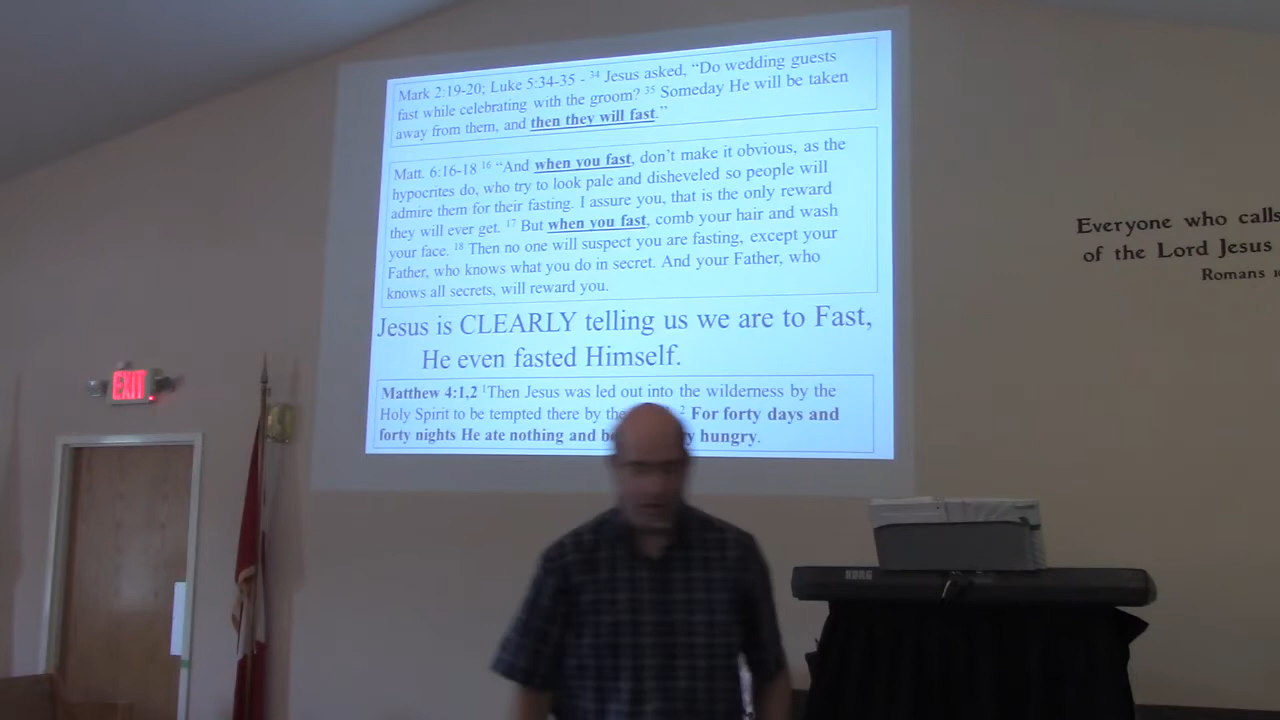 Mark 2:19-20; Luke 5:34-35 - 34 Jesus asked, "Do wedding guests
fast while celebrating with the groom? 35 Someday He will be taken
away from them, and then they will fast."
Matt. 6:16-18 16 "And when you fast, don't make it obvious, as the
hypocrites do, who try to look pale and disheveled so people will
admire them for their fasting. I assure you, that is the only reward
they will ever get. 17 But when you fast, comb your hair and wash
your face. 18 Then no one will suspect you are fasting, except your
Father, who knows what you do in secret. And your Father, who
knows all secrets, will reward you.
Jesus is CLEARLY telling us we are to Fast,
He even fasted Himself.
Matthew 4:1,2 1Then Jesus was led out into the wilderness by the
Holy Spirit to be tempted there by the 2 For forty days and
forty nights He ate nothing and hungry.
Everyone who calls
of the Lord Jesus
Romans
EXIT
KORG